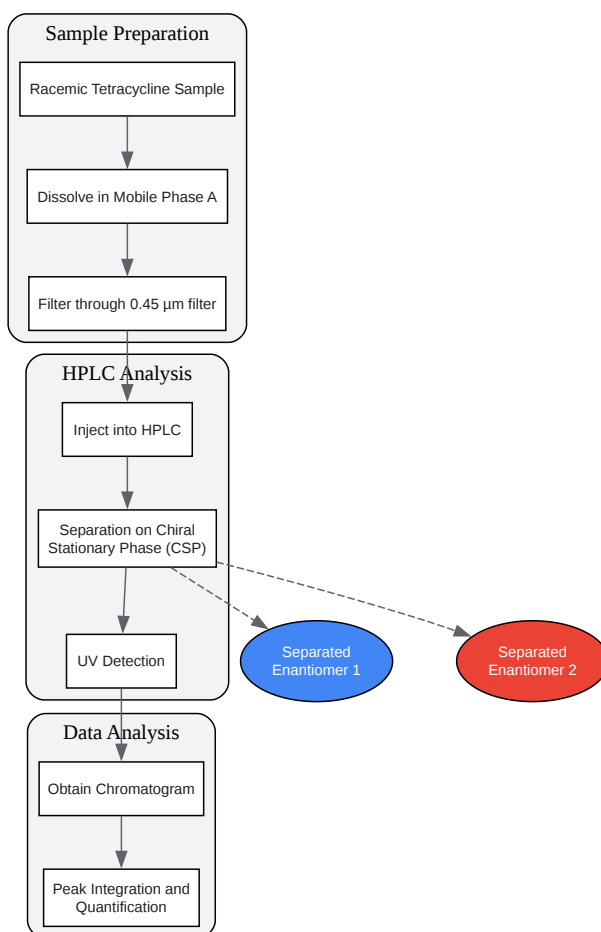 Sample Preparation
Racemic Tetracycline Sample
Dissolve in Mobile Phase A
Filter through 0.45 µm filter
HPLC Analysis
Inject into HPLC
Separation on Chiral
Stationary Phase (CSP)
UV Detection
Separated
Enantiomer 1
Separated
Enantiomer 2
Data Analysis
Obtain Chromatogram
Peak Integration and
Quantification